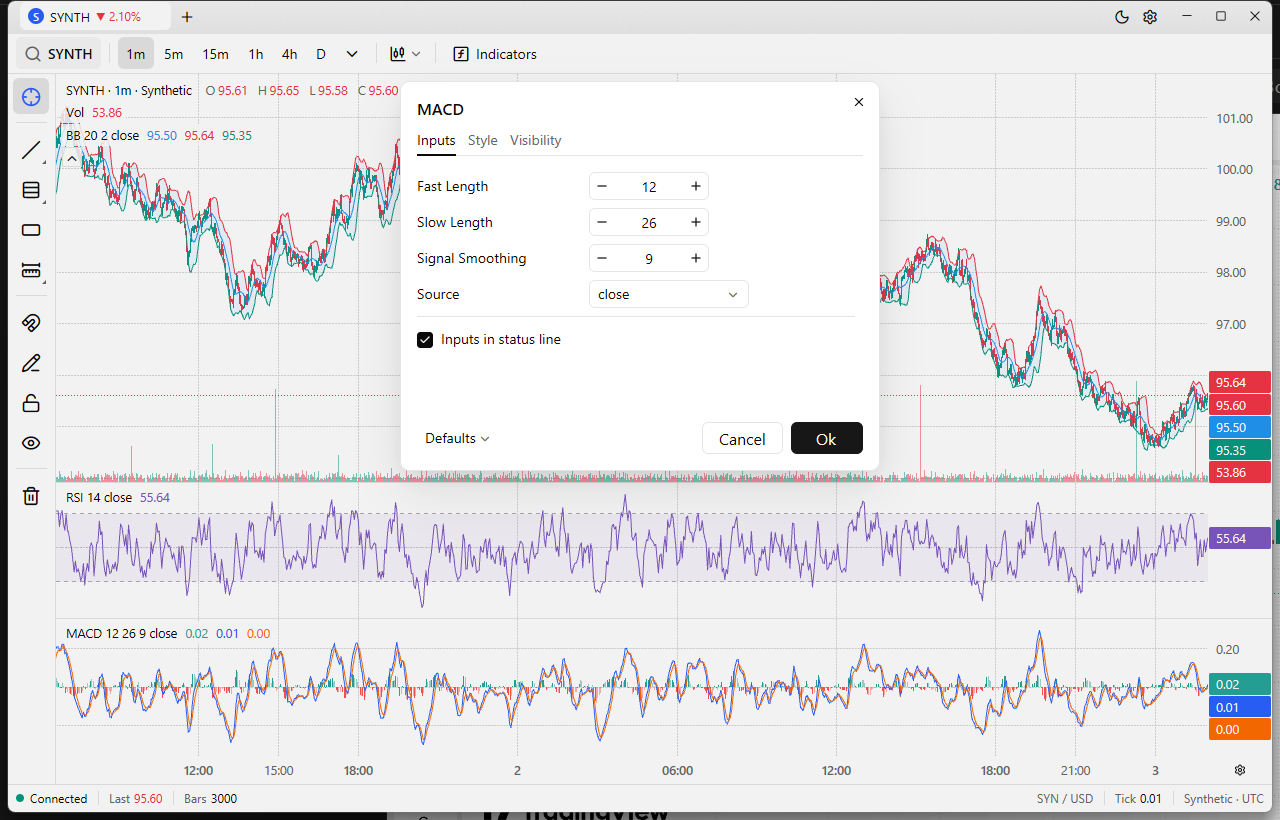 SYNTH ▼ 2.10%
SYNTH 1m 5m 15m 1h 4h D Indicators
SYNTH · 1m · Synthetic O 95.61 H 95.65 L 95.58 C 95.60
Vol 53.86
BB 20 2 close 95.50 95.64 95.35
MACD
Inputs Style Visibility
Fast Length 12
Slow Length 26
Signal Smoothing 9
Source close
Inputs in status line
Defaults Cancel Ok
101.00
100.00
99.00
98.00
97.00
95.64
95.60
95.50
95.35
53.86
RSI 14 close 55.64
55.64
MACD 12 26 9 close 0.02 0.01 0.00
0.20
0.02
0.01
0.00
12:00 15:00 18:00 2 06:00 12:00 18:00 21:00 3
Connected Last 95.60 Bars 3000 SYN / USD Tick 0.01 Synthetic · UTC
TradingView